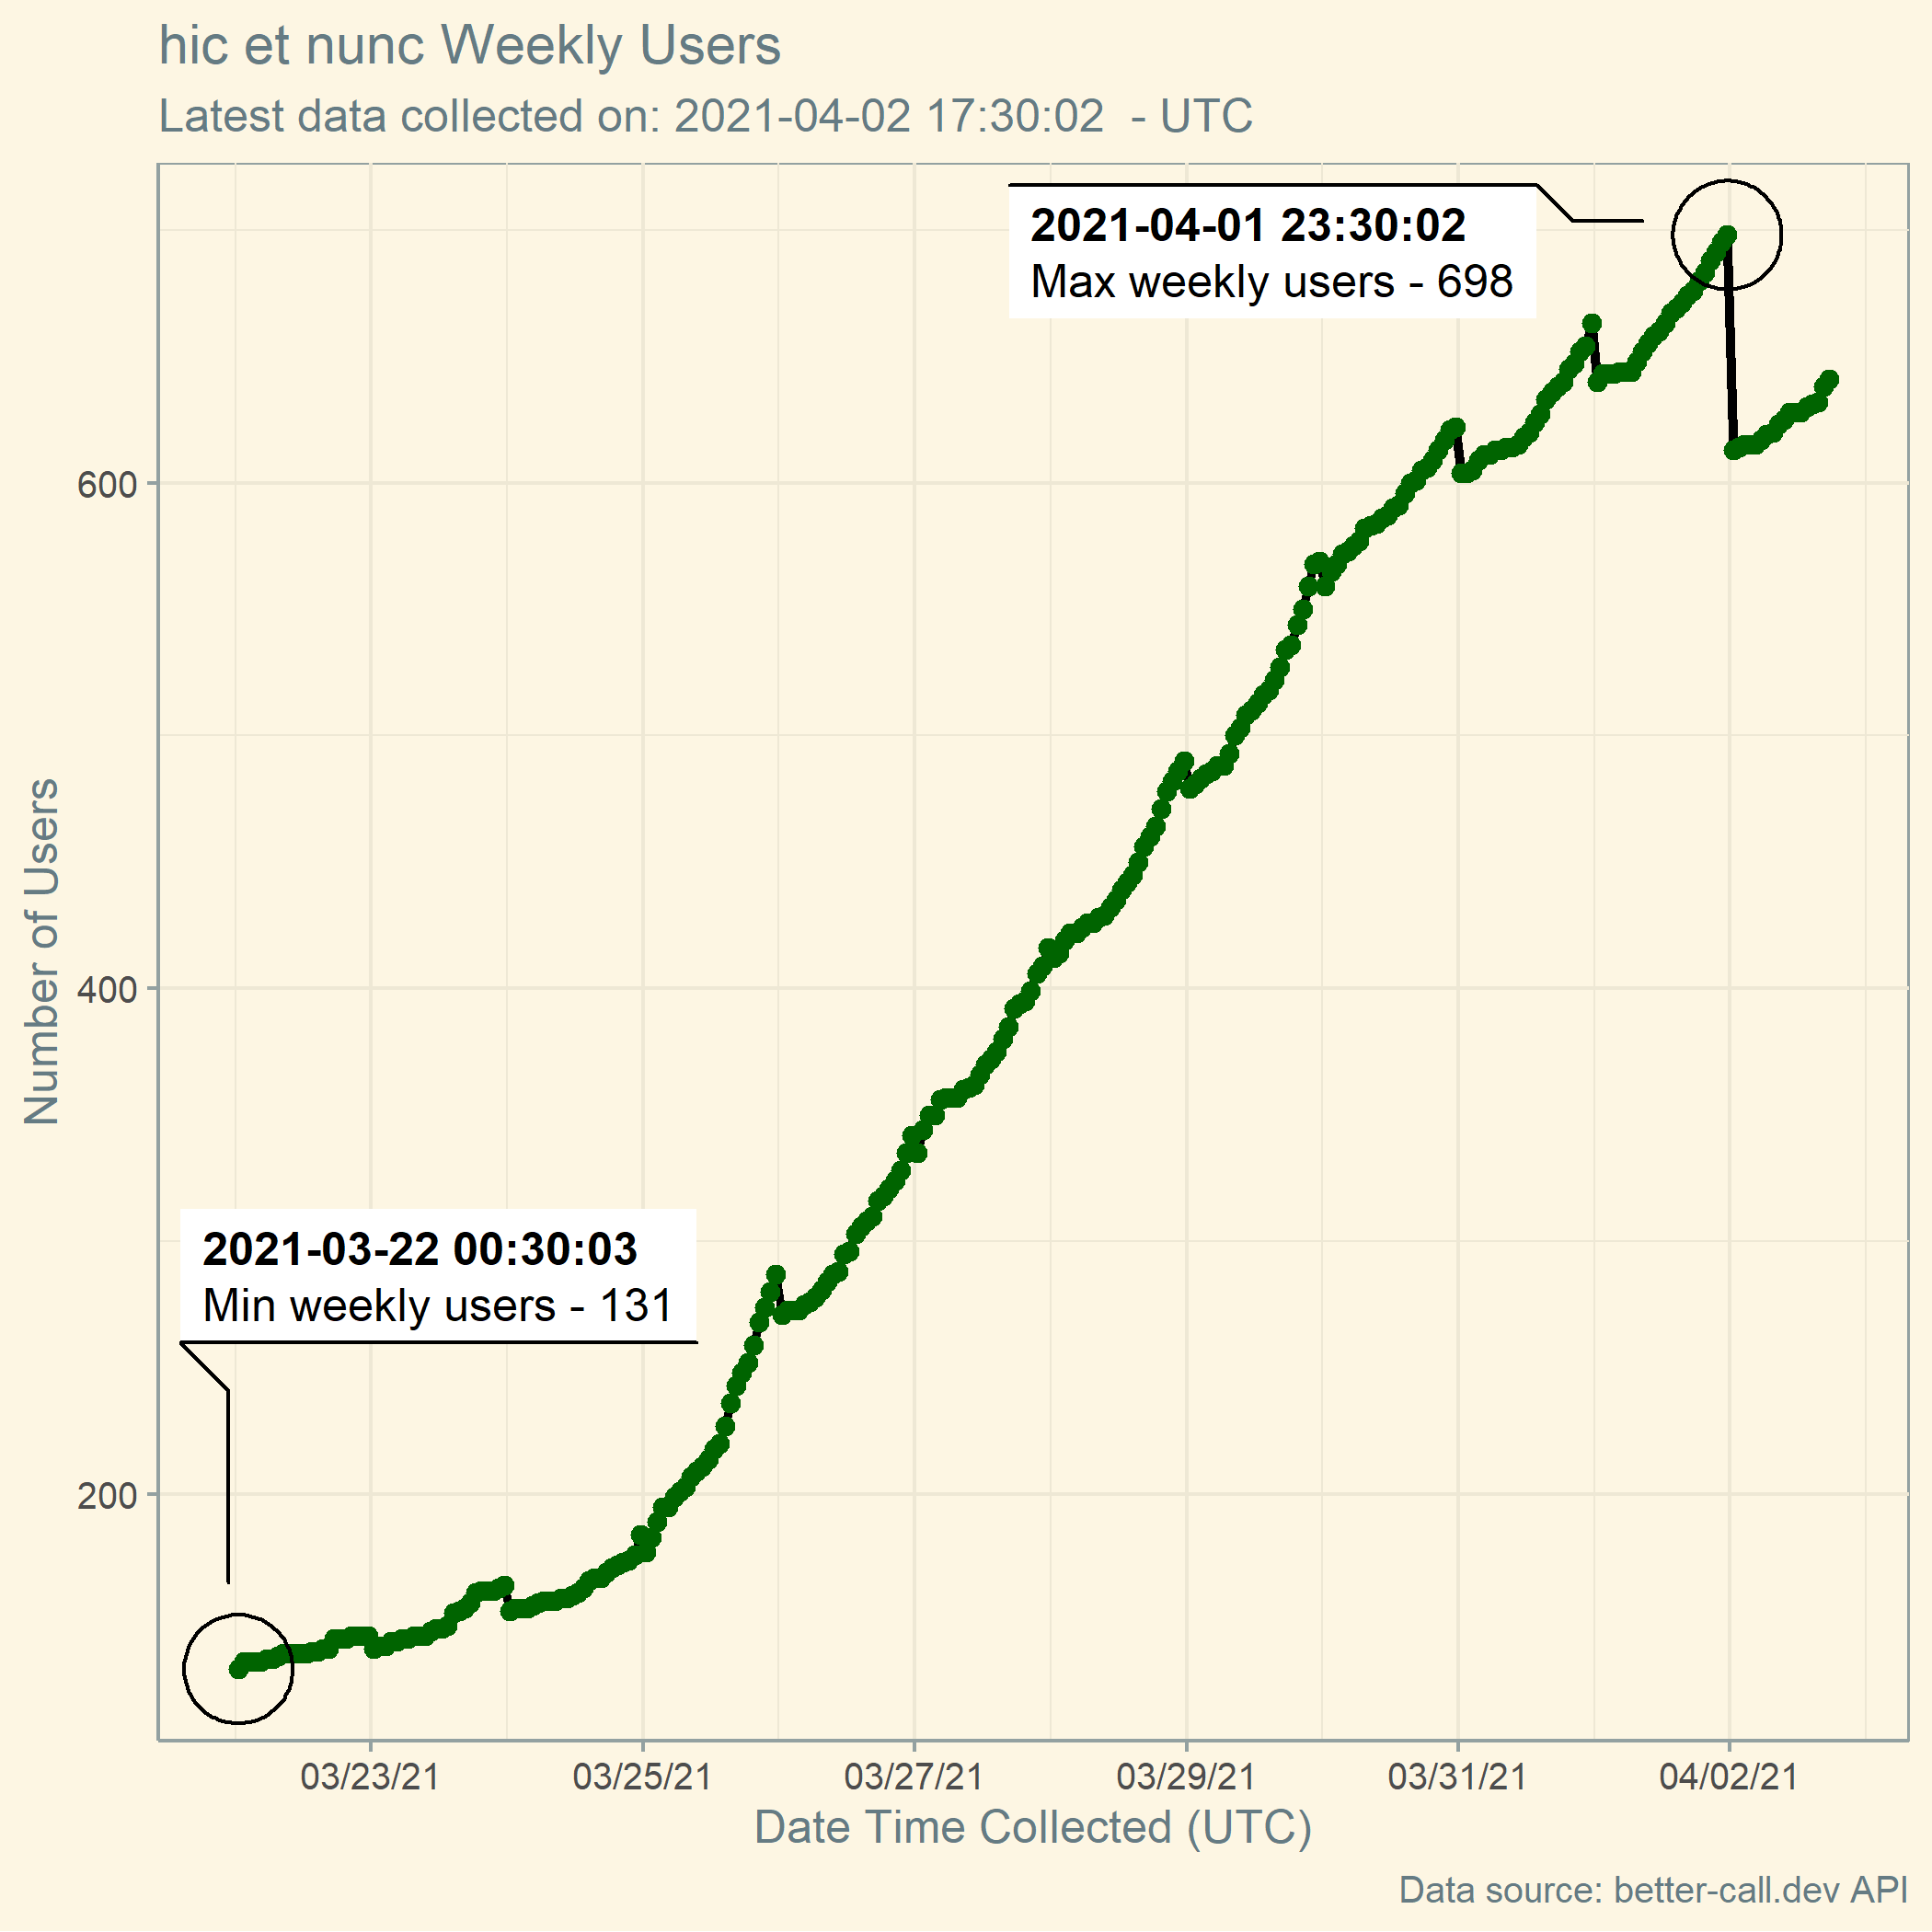 hic et nunc Weekly Users
Latest data collected on: 2021-04-02 17:30:02  - UTC
2021-04-01 23:30:02
Max weekly users - 698
600
Number of Users
400
2021-03-22 00:30:03
Min weekly users - 131
200
03/23/21 03/25/21 03/27/21 03/29/21 03/31/21 04/02/21
Date Time Collected (UTC)
Data source: better-call.dev API